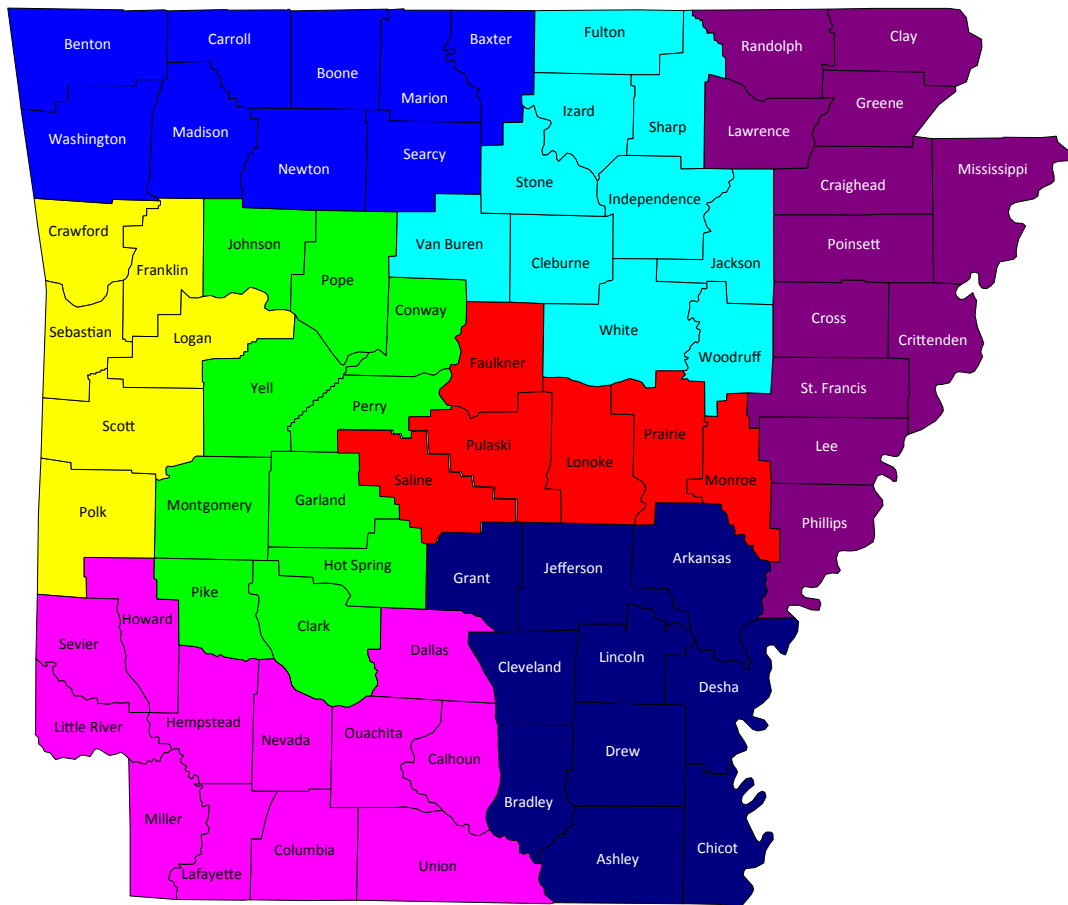 Benton
Carroll
Boone
Marion
Baxter
Fulton
Randolph
Clay
Washington
Madison
Newton
Searcy
Izard
Sharp
Lawrence
Greene
Stone
Independence
Craighead
Mississippi
Crawford
Franklin
Johnson
Pope
Van Buren
Cleburne
Jackson
Poinsett
Sebastian
Logan
Conway
White
Woodruff
Cross
Crittenden
Scott
Yell
Perry
Faulkner
St. Francis
Polk
Montgomery
Garland
Saline
Pulaski
Lonoke
Prairie
Monroe
Lee
Phillips
Hot Spring
Grant
Jefferson
Arkansas
Howard
Pike
Clark
Sevier
Dallas
Cleveland
Lincoln
Desha
Little River
Hempstead
Nevada
Ouachita
Calhoun
Bradley
Drew
Miller
Lafayette
Columbia
Union
Ashley
Chicot